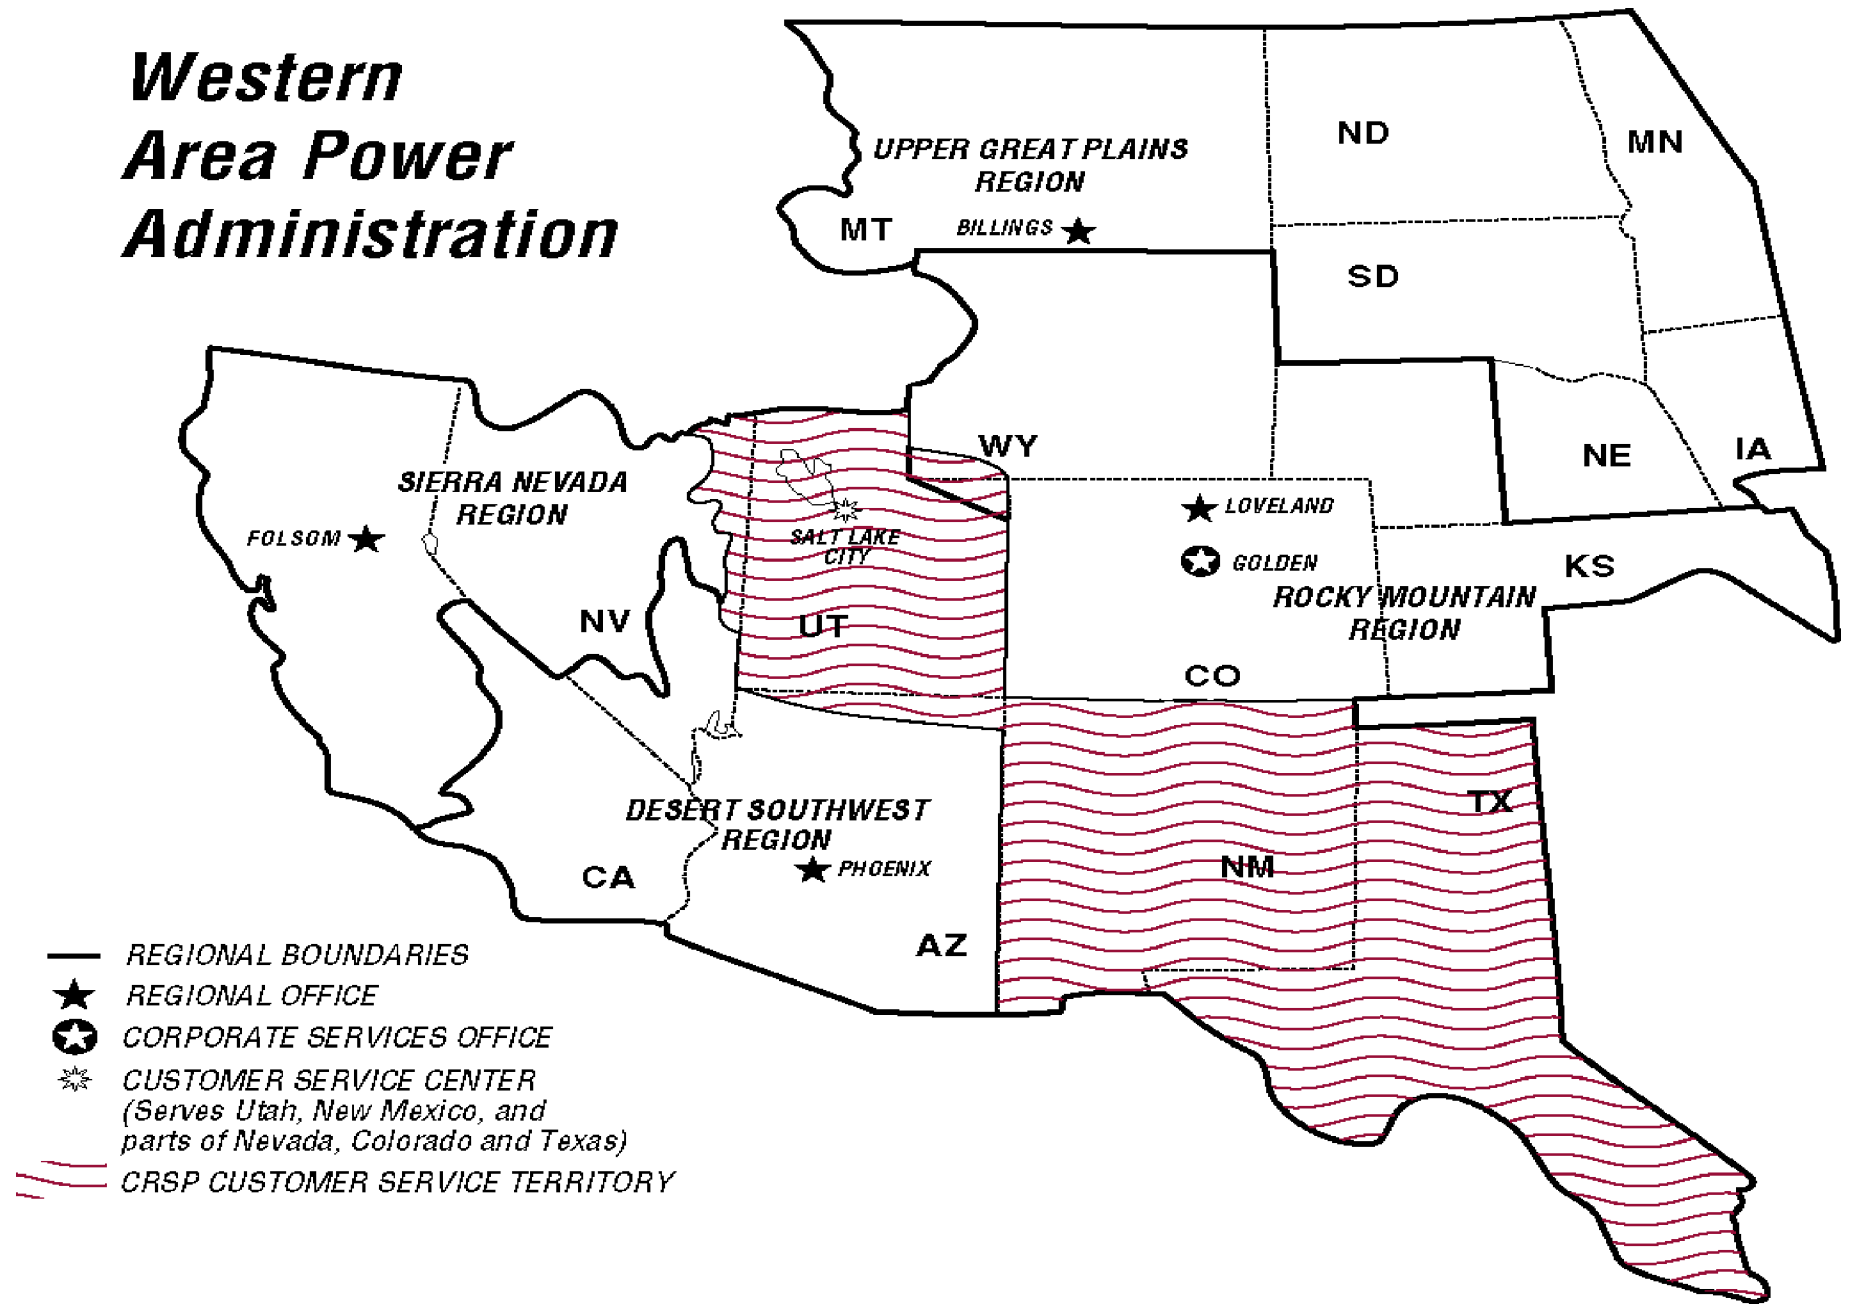 Western
Area Power
Administration
UPPER GREAT PLAINS
REGION
MT
BILLINGS
ND
MN
SD
WY
NE
IA
SIERRA NEVADA
REGION
FOLSOM
NV
SALT LAKE
CITY
UT
LOVELAND
GOLDEN
KS
ROCKY MOUNTAIN
REGION
CO
DESERT SOUTHWEST
REGION
PHOENIX
CA
AZ
NM
TX
REGIONAL BOUNDARIES
REGIONAL OFFICE
CORPORATE SERVICES OFFICE
CUSTOMER SERVICE CENTER
(Serves Utah, New Mexico, and
parts of Nevada, Colorado and Texas)
CRSP CUSTOMER SERVICE TERRITORY